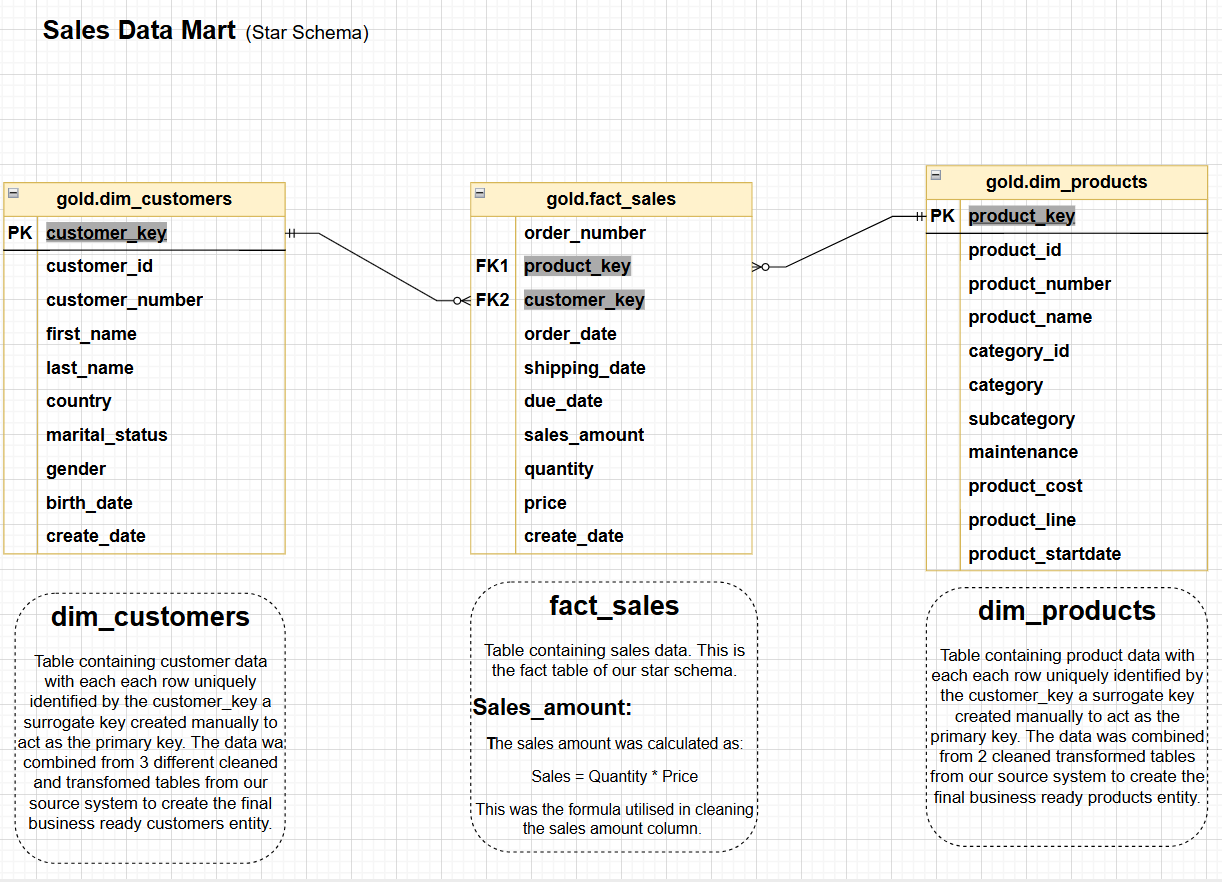 Sales Data Mart (Star Schema)
gold.dim_customers
PK customer_key
customer_id
customer_number
first_name
last_name
country
marital_status
gender
birth_date
create_date
gold.fact_sales
order_number
FK1 product_key
FK2 customer_key
order_date
shipping_date
due_date
sales_amount
quantity
price
create_date
gold.dim_products
PK product_key
product_id
product_number
product_name
category_id
category
subcategory
maintenance
product_cost
product_line
product_startdate
dim_customers
Table containing customer data
with each each row uniquely
identified by the customer_key a
surrogate key created manually to
act as the primary key. The data wa
combined from 3 different cleaned
and transfomed tables from our
source system to create the final
business ready customers entity.
fact_sales
Table containing sales data. This is
the fact table of our star schema.
Sales_amount:
The sales amount was calculated as:
Sales = Quantity * Price
This was the formula utilised in cleaning
the sales amount column.
dim_products
Table containing product data with
each each row uniquely identified by
the customer_key a surrogate key
created manually to act as the
primary key. The data was combined
from 2 cleaned transformed tables
from our source system to create the
final business ready products entity.